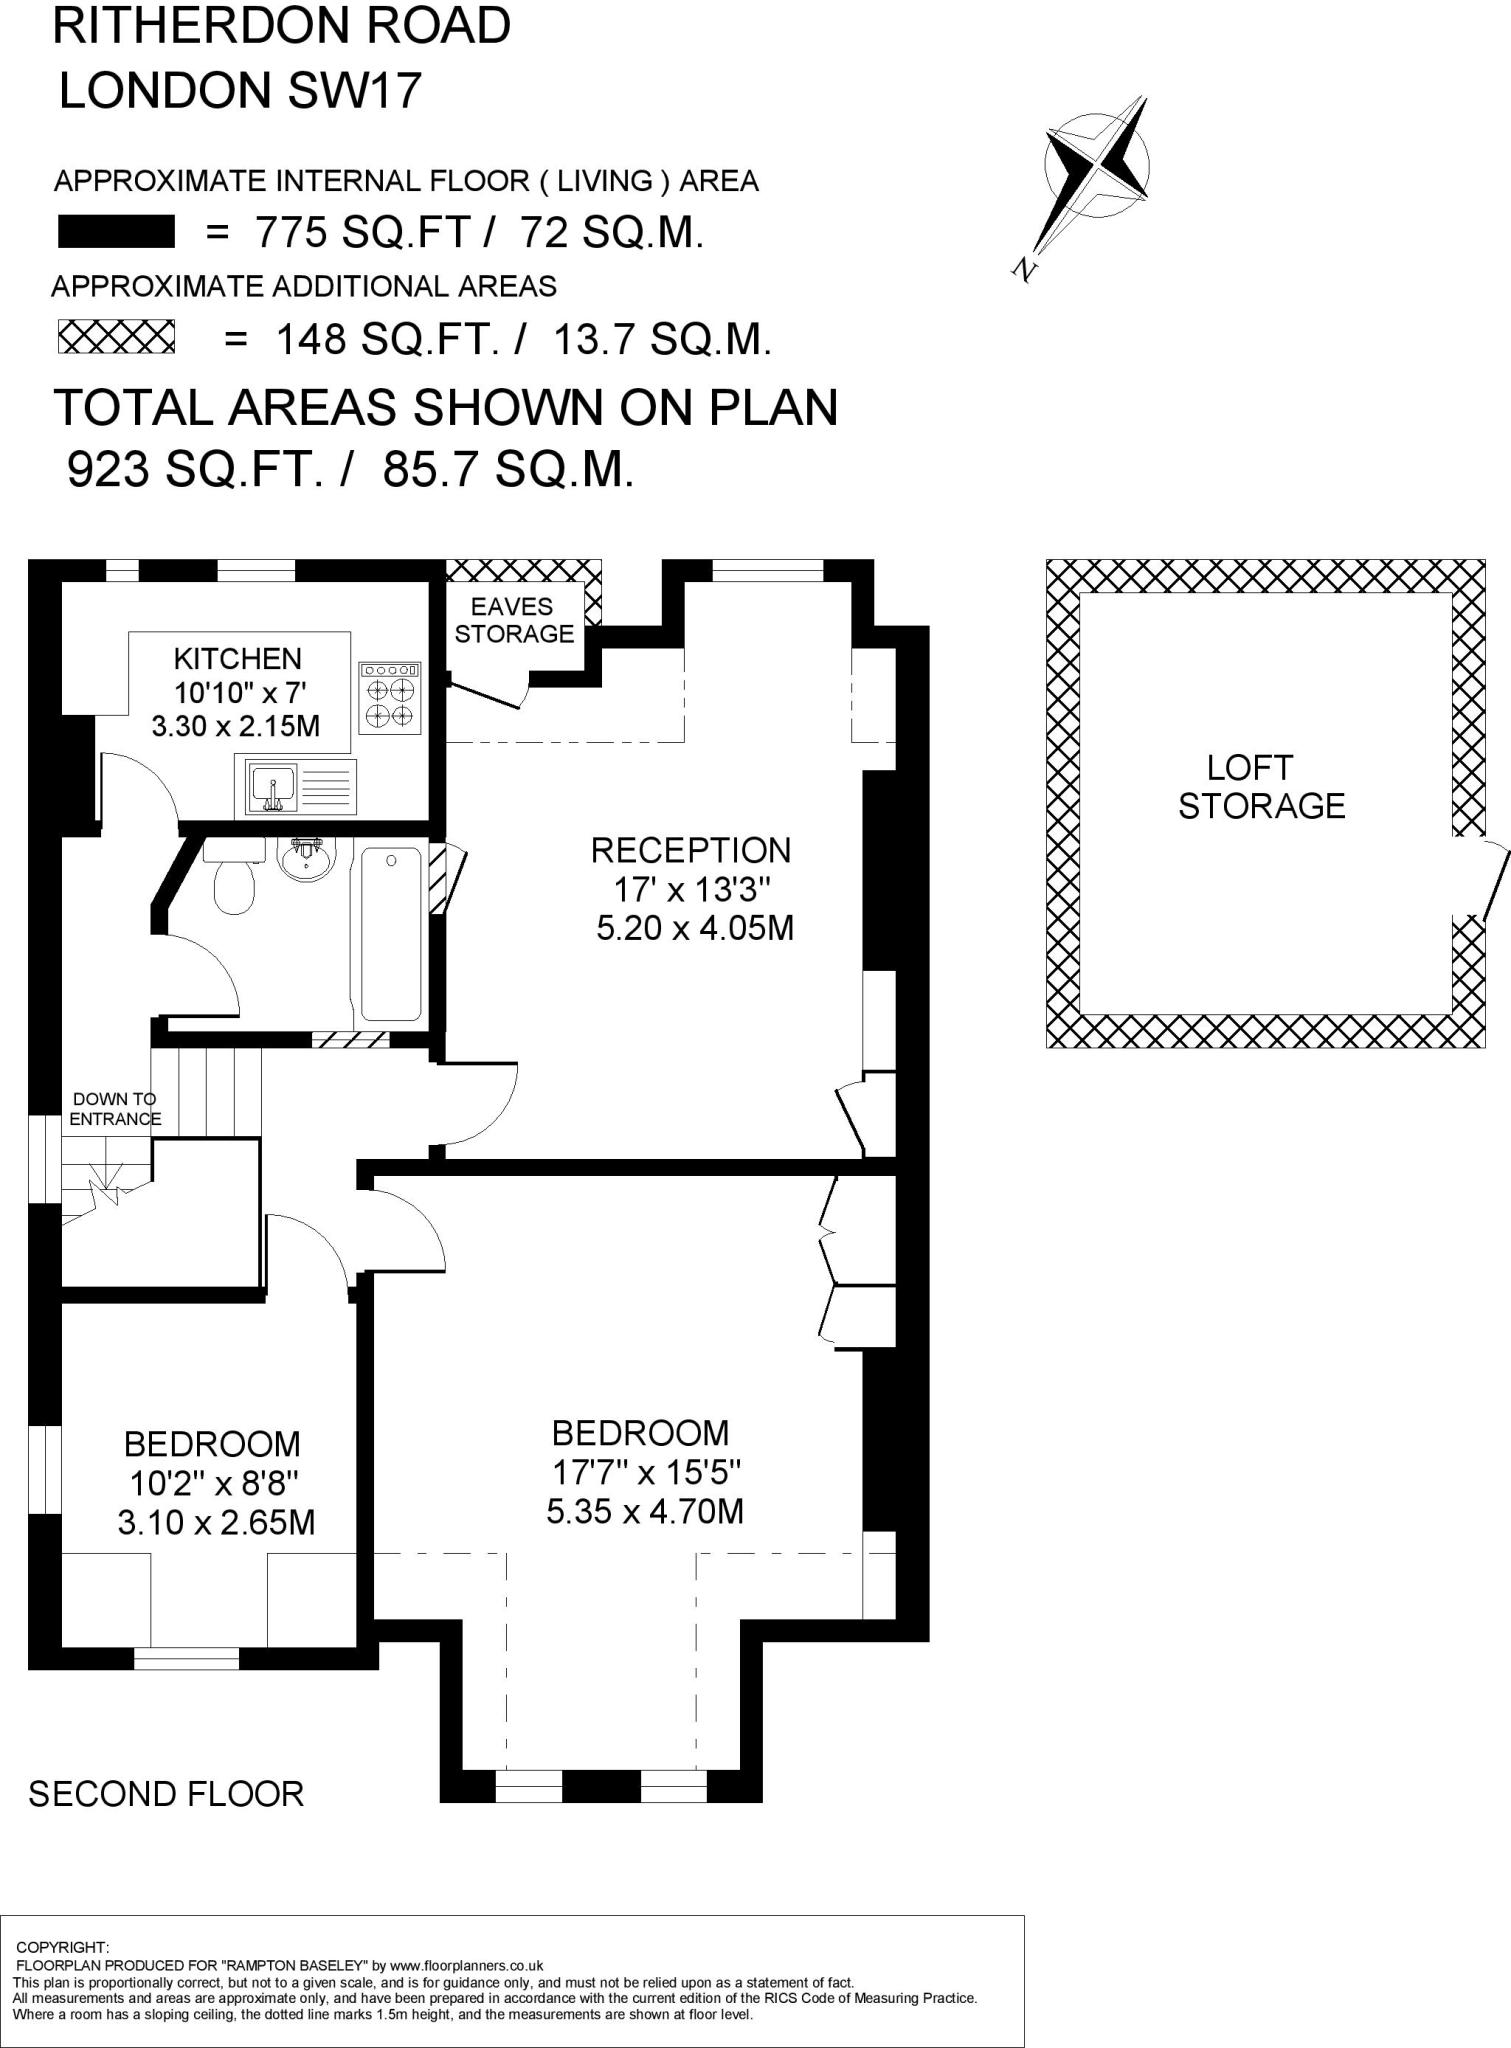 RITHERDON ROAD
LONDON SW17
APPROXIMATE INTERNAL FLOOR ( LIVING ) AREA
= 775 SQ.FT / 72 SQ.M.
APPROXIMATE ADDITIONAL AREAS
= 148 SQ.FT. / 13.7 SQ.M.
TOTAL AREAS SHOWN ON PLAN
923 SQ.FT. / 85.7 SQ.M.
N
EAVES
STORAGE
KITCHEN
10'10" x 7'
3.30 x 2.15M
LOFT
STORAGE
RECEPTION
17' x 13'3"
5.20 x 4.05M
DOWN TO
ENTRANCE
BEDROOM
10'2" x 8'8"
3.10 x 2.65M
BEDROOM
17'7" x 15'5"
5.35 x 4.70M
SECOND FLOOR
COPYRIGHT:
FLOORPLAN PRODUCED FOR "RAMPTON BASELEY" by www.floorplanners.co.uk
This plan is proportionally correct, but not to a given scale, and is for guidance only, and must not be relied upon as a statement of fact.
All measurements and areas are approximate only, and have been prepared in accordance with the current edition of the RICS Code of Measuring Practice.
Where a room has a sloping ceiling, the dotted line marks 1.5m height, and the measurements are shown at floor level.